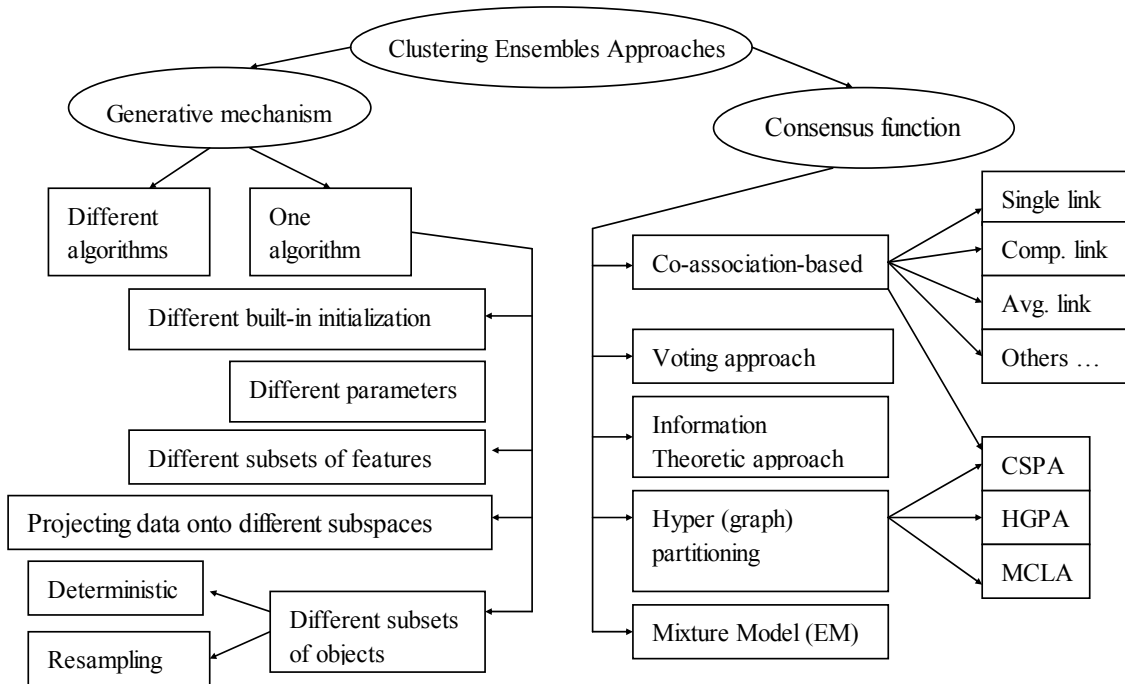 Clustering Ensembles Approaches
Generative mechanism
Consensus function
Different
algorithms
One
algorithm
Different built-in initialization
Different parameters
Different subsets of features
Projecting data onto different subspaces
Different subsets
of objects
Deterministic
Resampling
Co-association-based
Voting approach
Information
Theoretic approach
Hyper (graph)
partitioning
Mixture Model (EM)
Single link
Comp. link
Avg. link
Others …
CSPA
HGPA
MCLA